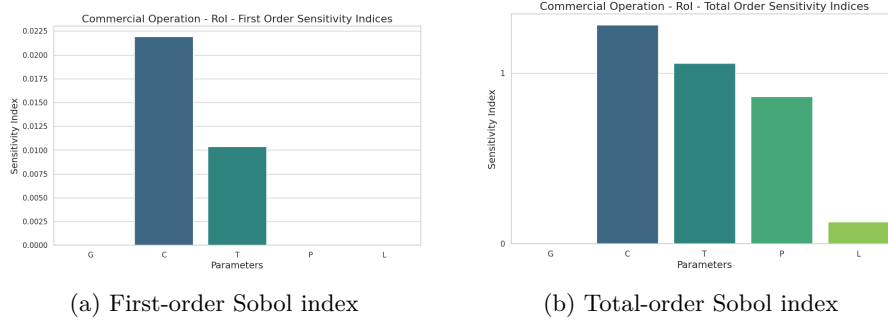 Commercial Operation - RoI - First Order Sensitivity Indices
0.0225
0.0200
0.0175
0.0150
0.0125
0.0100
0.0075
0.0050
0.0025
0.0000
Sensitivity Index
G C T P L
Parameters
(a) First-order Sobol index
Commercial Operation - RoI - Total Order Sensitivity Indices
1
0
Sensitivity Index
G C T P L
Parameters
(b) Total-order Sobol index